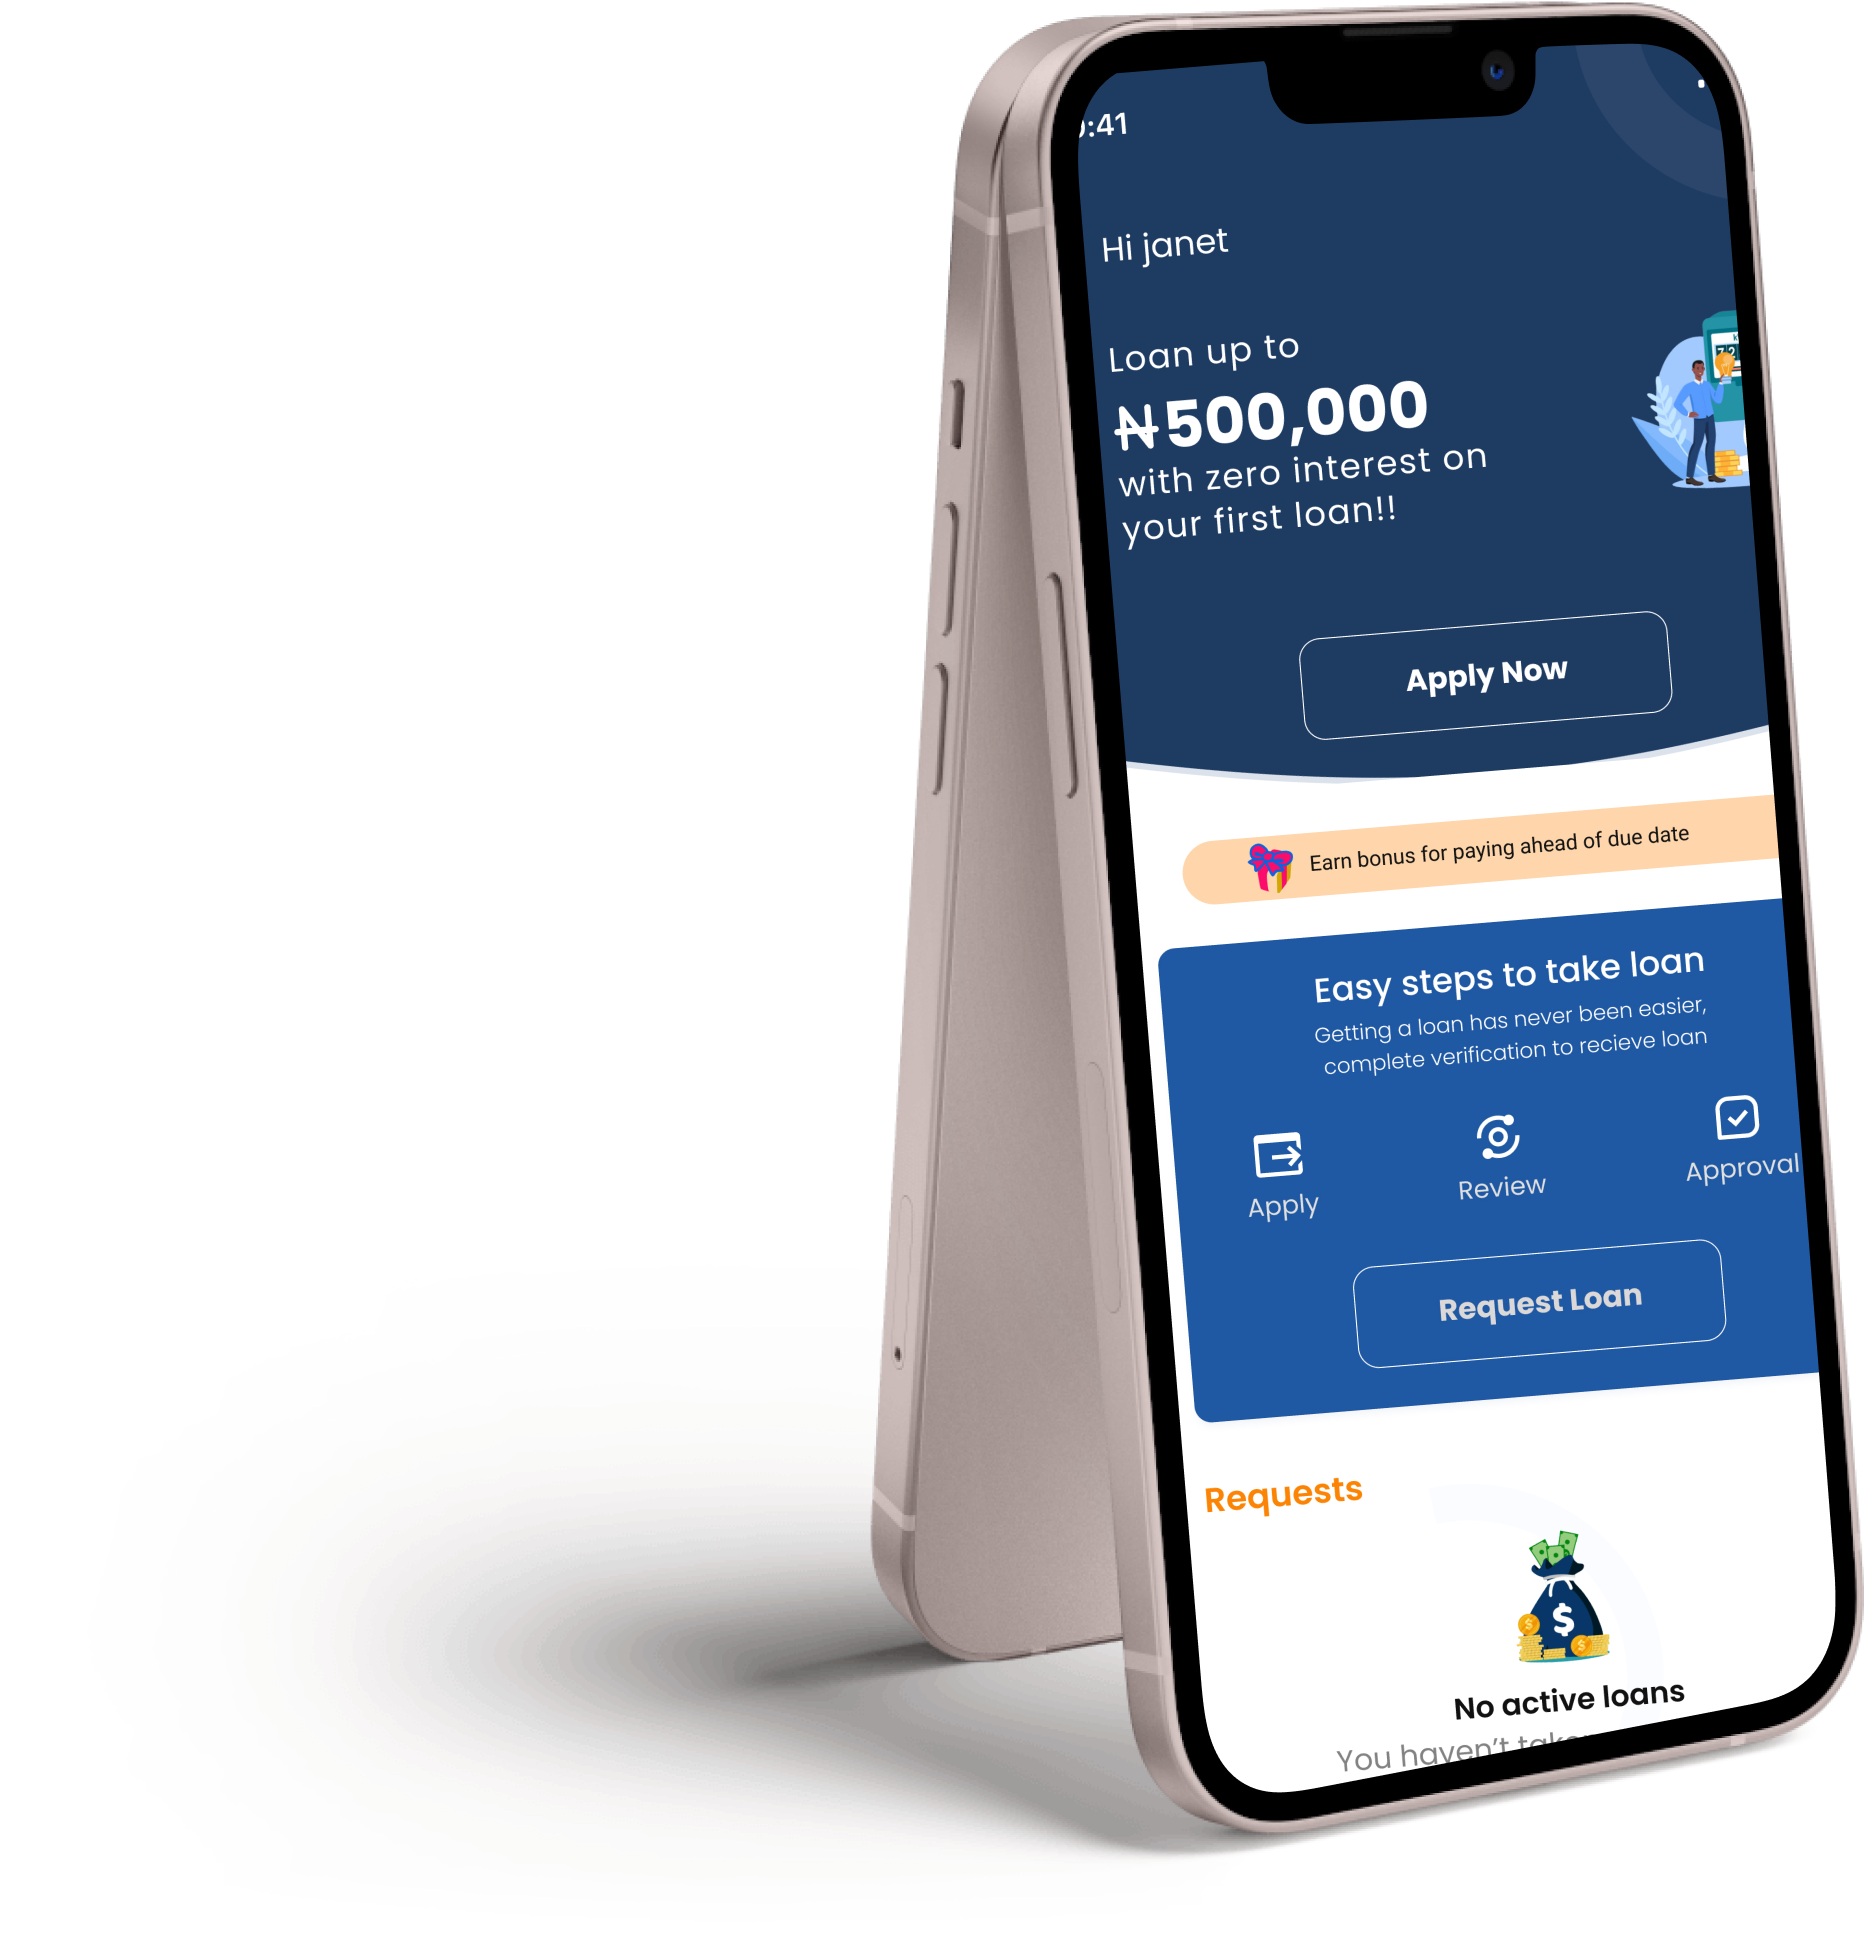 :41
Hi janet
Loan up to
₦500,000
with zero interest on
your first loan!!
Apply Now
Earn bonus for paying ahead of due date
Easy steps to take loan
Getting a loan has never been easier,
complete verification to recieve loan
Apply
Review
Approval
Request Loan
Requests
$
No active loans
You haven't